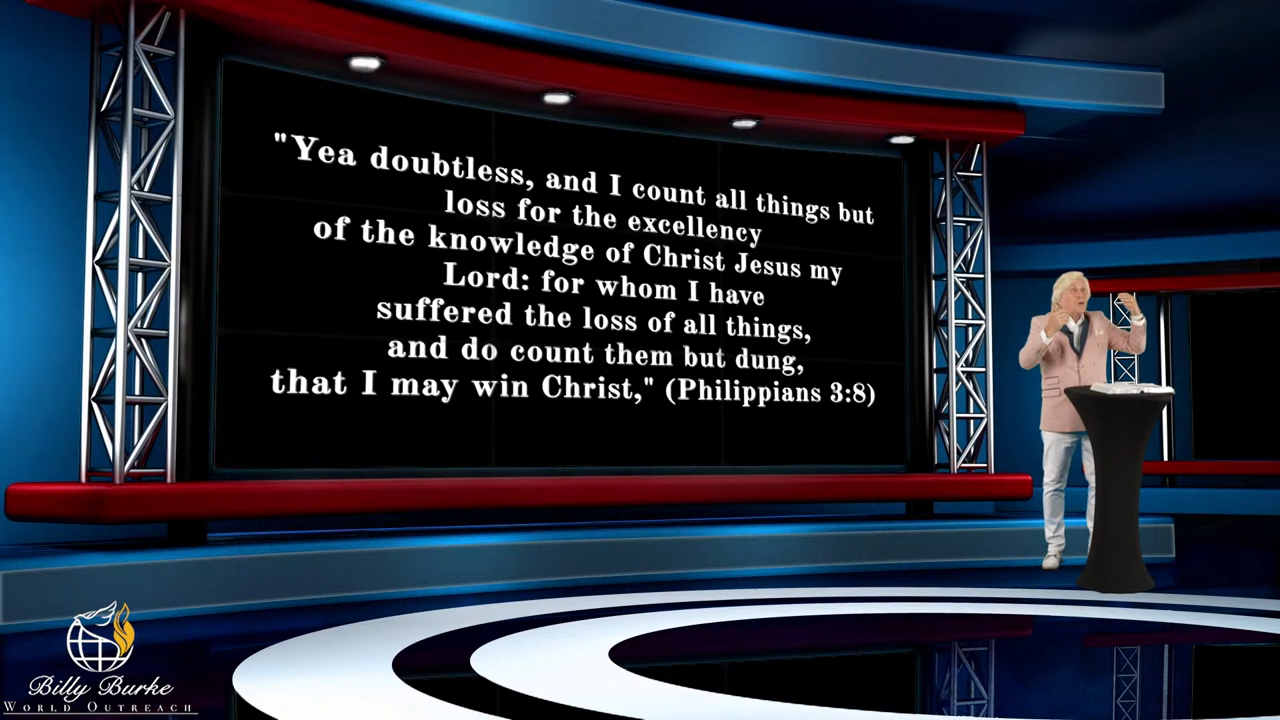 "Yea doubtless, and I count all things but
loss for the excellency
of the knowledge of Christ Jesus my
Lord: for whom I have
suffered the loss of all things,
and do count them but dung,
that I may win Christ," (Philippians 3:8)
Billy Burke
WORLD OUTREACH